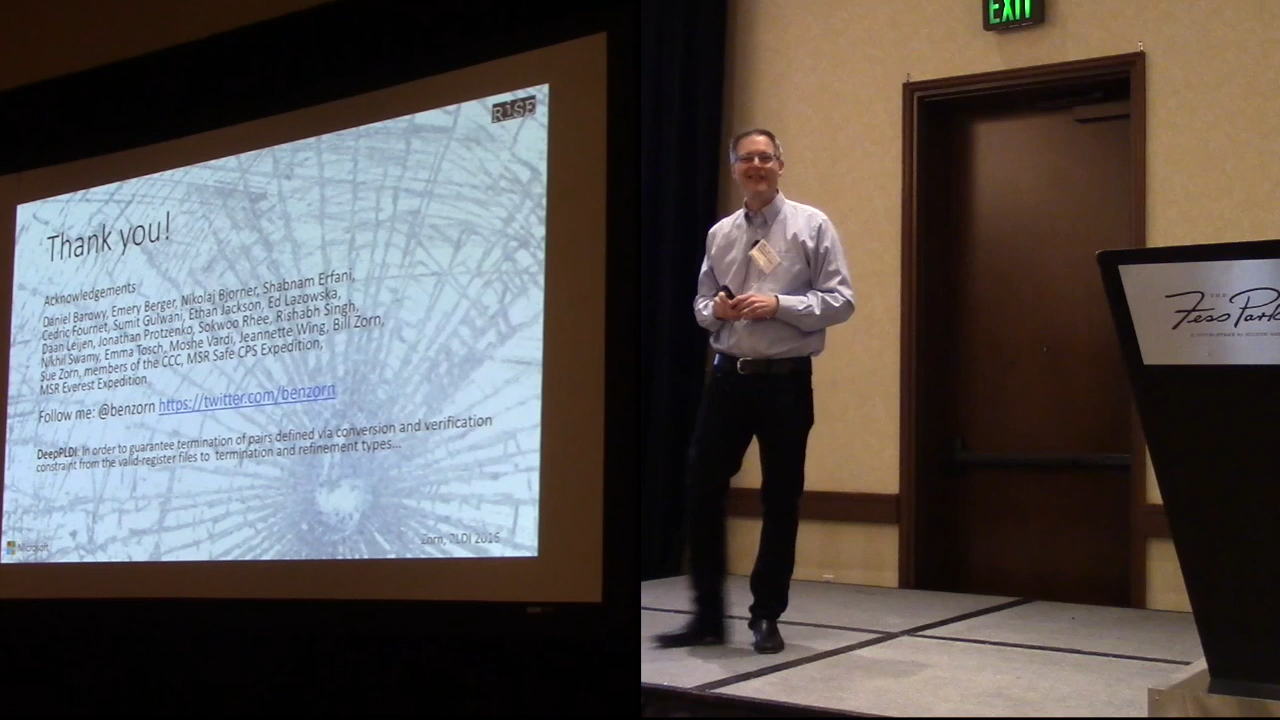 RiSE
Thank you!
Acknowledgements
Daniel Barowy, Emery Berger, Nikolaj Bjorner, Shabnam Erfani,
Cedric Fournet, Sumit Gulwani, Ethan Jackson, Ed Lazowska,
Daan Leijen, Jonathan Protzenko, Sokwoo Rhee, Rishabh Singh,
Nikhil Swamy, Emma Tosch, Moshe Vardi, Jeannette Wing, Bill Zorn,
Sue Zorn, members of the CCC, MSR Safe CPS Expedition,
MSR Everest Expedition
Follow me: @benzorn https://twitter.com/benzorn
DeepPLDI: In order to guarantee termination of pairs defined via conversion and verification
constraint from the valid-register files to termination and refinement types...
Microsoft
Zorn, PLDI 2016
EXIT
THE
Fess Park